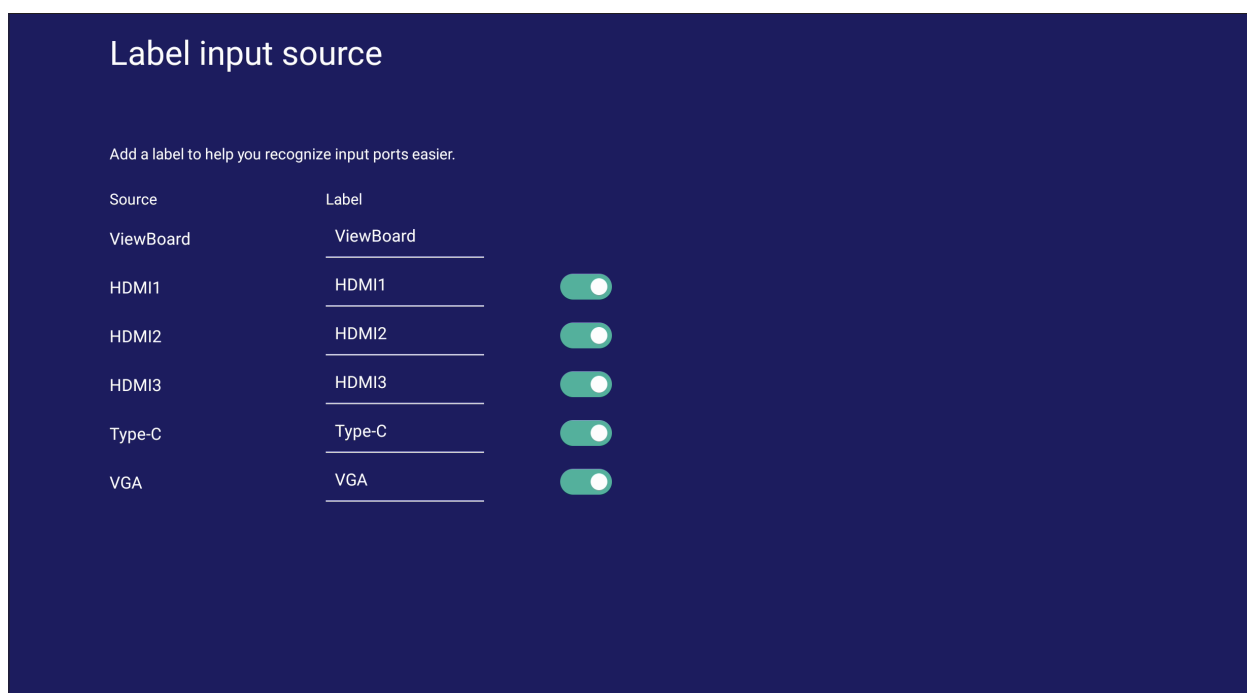 Label input source
Add a label to help you recognize input ports easier.
Source Label
ViewBoard ViewBoard
HDMI1 HDMI1
HDMI2 HDMI2
HDMI3 HDMI3
Type-C Type-C
VGA VGA